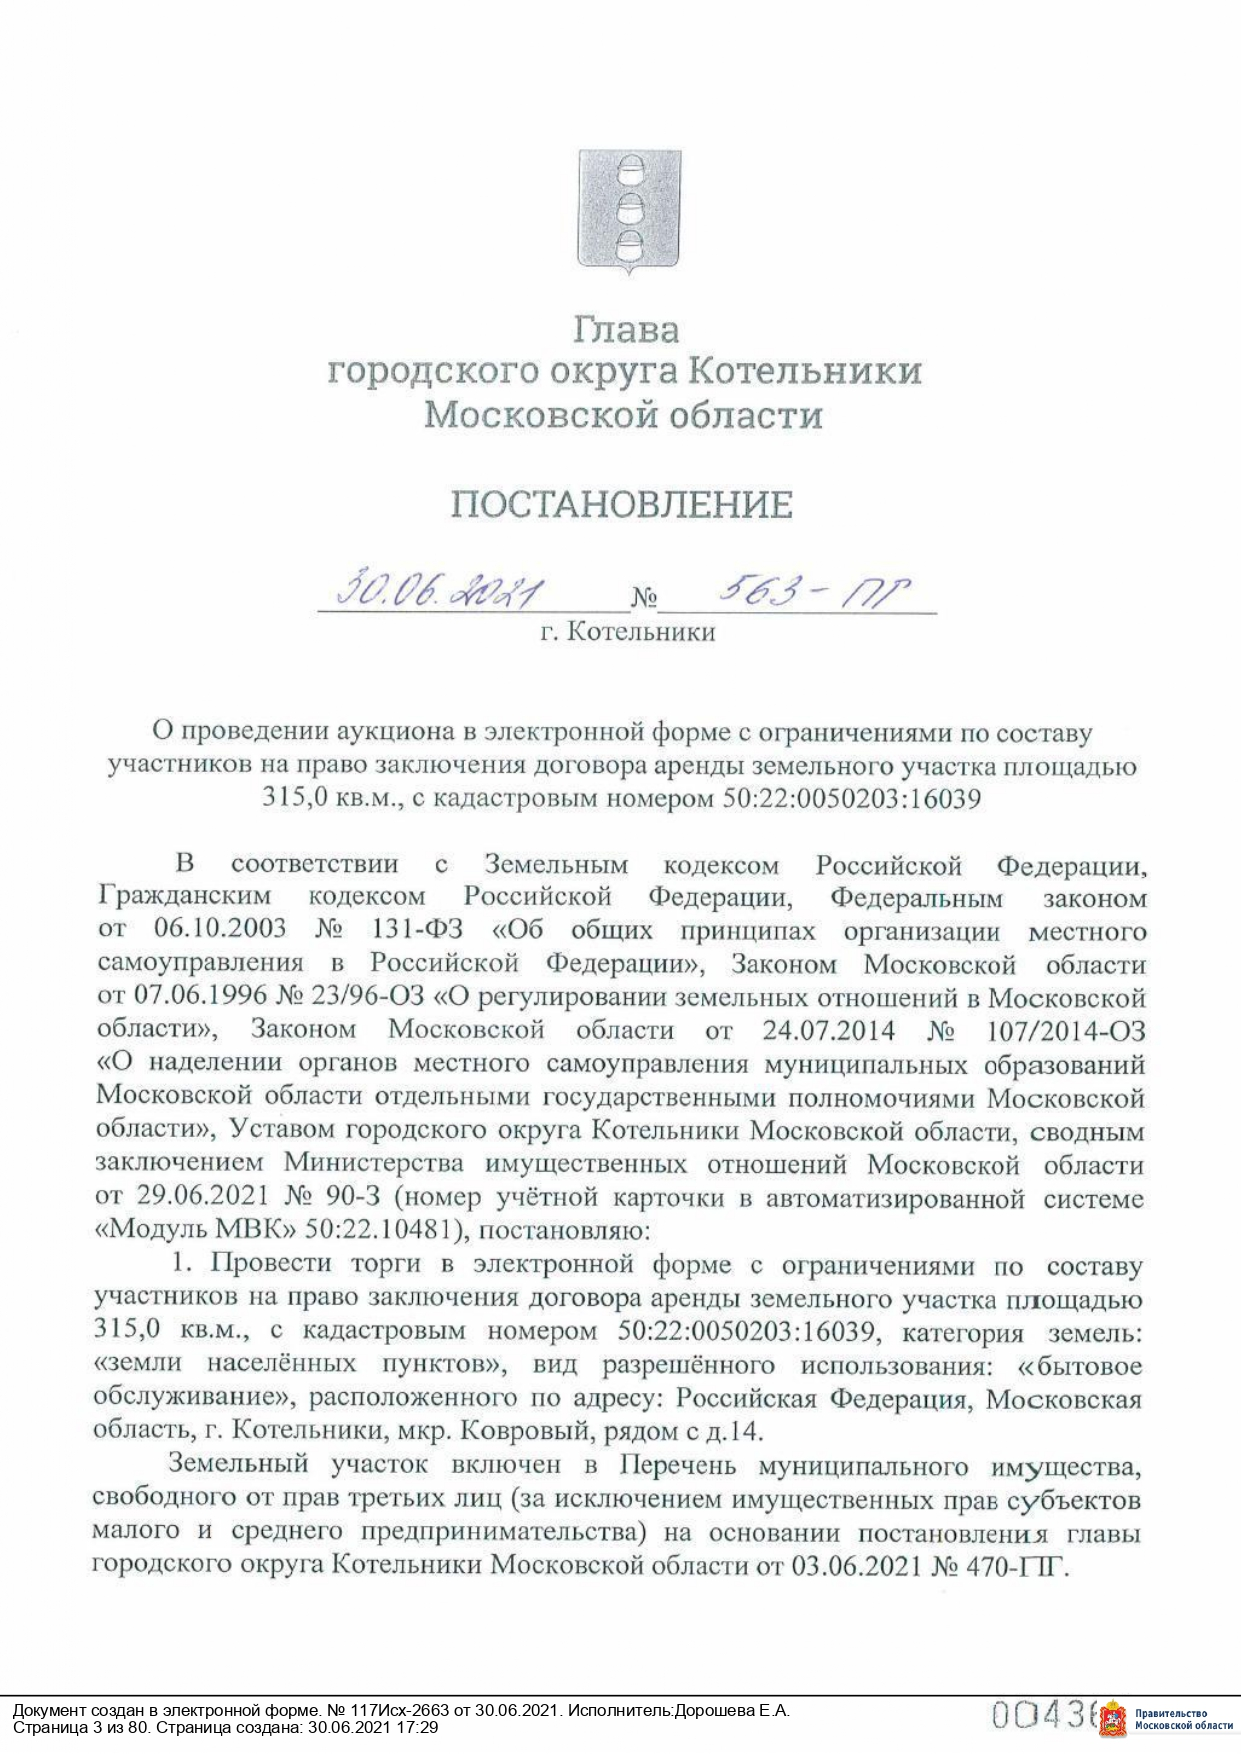 Глава
городского округа Котельники
Московской области
ПОСТАНОВЛЕНИЕ
30.06.2021 № 563-ПГ
г. Котельники
О проведении аукциона в электронной форме с ограничениями по составу
участников на право заключения договора аренды земельного участка площадью
315,0 кв.м., с кадастровым номером 50:22:0050203:16039
В соответствии с Земельным кодексом Российской Федерации,
Гражданским кодексом Российской Федерации, Федеральным законом
от 06.10.2003 № 131-ФЗ «Об общих принципах организации местного
самоуправления в Российской Федерации», Законом Московской области
от 07.06.1996 № 23/96-ОЗ «О регулировании земельных отношений в Московской
области», Законом Московской области от 24.07.2014 № 107/2014-ОЗ
«О наделении органов местного самоуправления муниципальных образований
Московской области отдельными государственными полномочиями Московской
области», Уставом городского округа Котельники Московской области, сводным
заключением Министерства имущественных отношений Московской области
от 29.06.2021 № 90-З (номер учётной карточки в автоматизированной системе
«Модуль МВК» 50:22.10481), постановляю:
1. Провести торги в электронной форме с ограничениями по составу
участников на право заключения договора аренды земельного участка площадью
315,0 кв.м., с кадастровым номером 50:22:0050203:16039, категория земель:
«земли населённых пунктов», вид разрешённого использования: «бытовое
обслуживание», расположенного по адресу: Российская Федерация, Московская
область, г. Котельники, мкр. Ковровый, рядом с д.14.
Земельный участок включен в Перечень муниципального имущества,
свободного от прав третьих лиц (за исключением имущественных прав субъектов
малого и среднего предпринимательства) на основании постановления главы
городского округа Котельники Московской области от 03.06.2021 № 470-ПГ.
Документ создан в электронной форме. № 117Исх-2663 от 30.06.2021. Исполнитель:Дорошева Е.А.
Страница 3 из 80. Страница создана: 30.06.2021 17:29
Правительство
Московской области